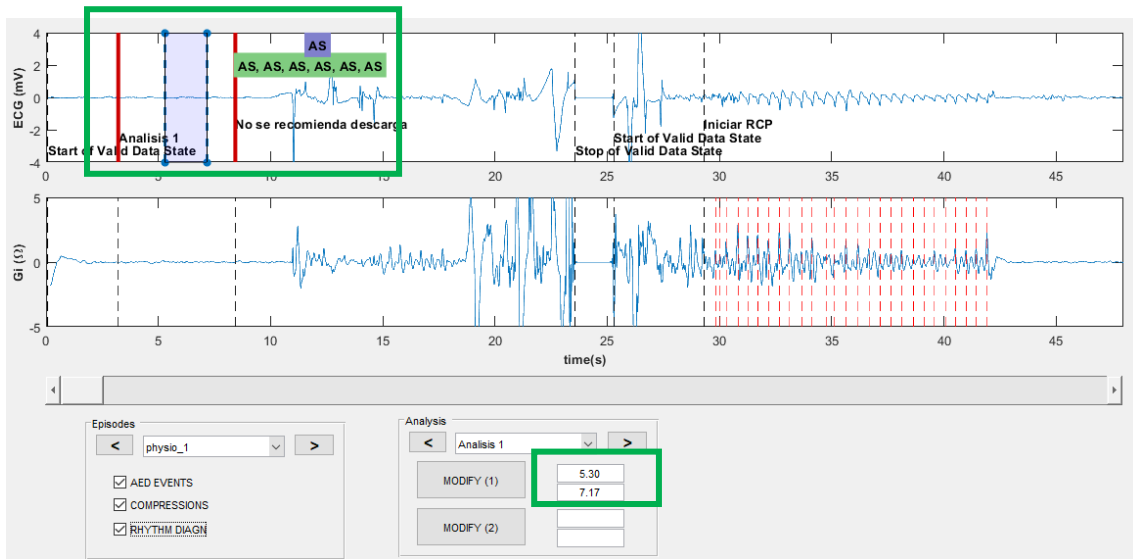 ECG (mV)
4
2
0
-2
-4
AS
AS, AS, AS, AS, AS, AS
No se recomienda descarga
Analisis 1
Start of Valid Data State
Iniciar RCP
Start of Valid Data State
Stop of Valid Data State
0 5 10 15 20 25 30 35 40 45
Gi (Ω)
5
0
-5
0 5 10 15 20 25 30 35 40 45
time(s)
Episodes
< physio_1 >
AED EVENTS
COMPRESSIONS
RHYTHM DIAGN
Analysis
< Analisis 1 >
MODIFY (1)
5.30
7.17
MODIFY (2)